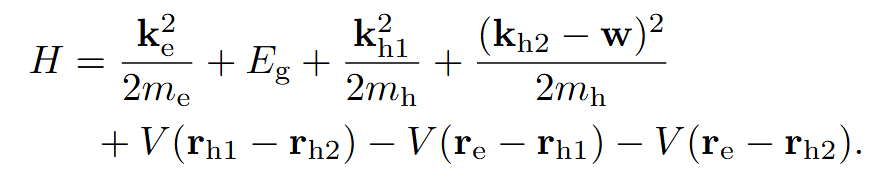 H = \frac{\mathbf{k}_{\mathrm{e}}^{2}}{2m_{\mathrm{e}}} + E_{\mathrm{g}} + \frac{\mathbf{k}_{\mathrm{h1}}^{2}}{2m_{\mathrm{h}}} + \frac{(\mathbf{k}_{\mathrm{h2}} - \mathbf{w})^{2}}{2m_{\mathrm{h}}}
+ V(\mathbf{r}_{\mathrm{h1}} - \mathbf{r}_{\mathrm{h2}}) - V(\mathbf{r}_{\mathrm{e}} - \mathbf{r}_{\mathrm{h1}}) - V(\mathbf{r}_{\mathrm{e}} - \mathbf{r}_{\mathrm{h2}}).